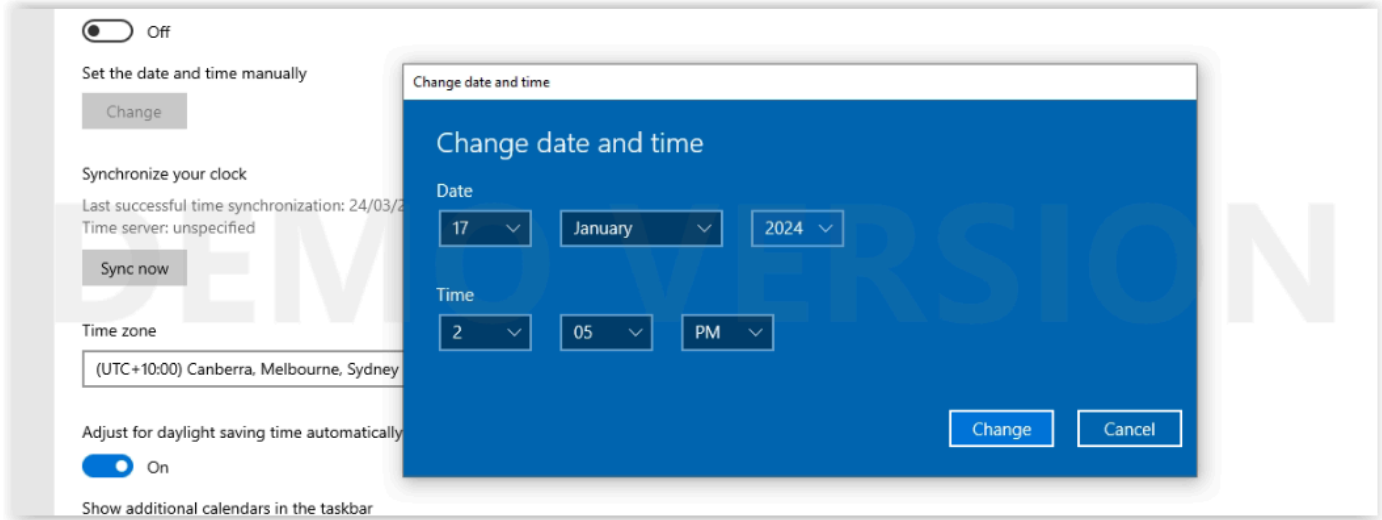 Off
Set the date and time manually
Change
Synchronize your clock
Last successful time synchronization: 24/03/2
Time server: unspecified
Sync now
Time zone
(UTC+10:00) Canberra, Melbourne, Sydney
Adjust for daylight saving time automatically
On
Show additional calendars in the taskbar
Change date and time
Change date and time
Date
17 January 2024
Time
2 05 PM
Change Cancel
DEMO VERSION